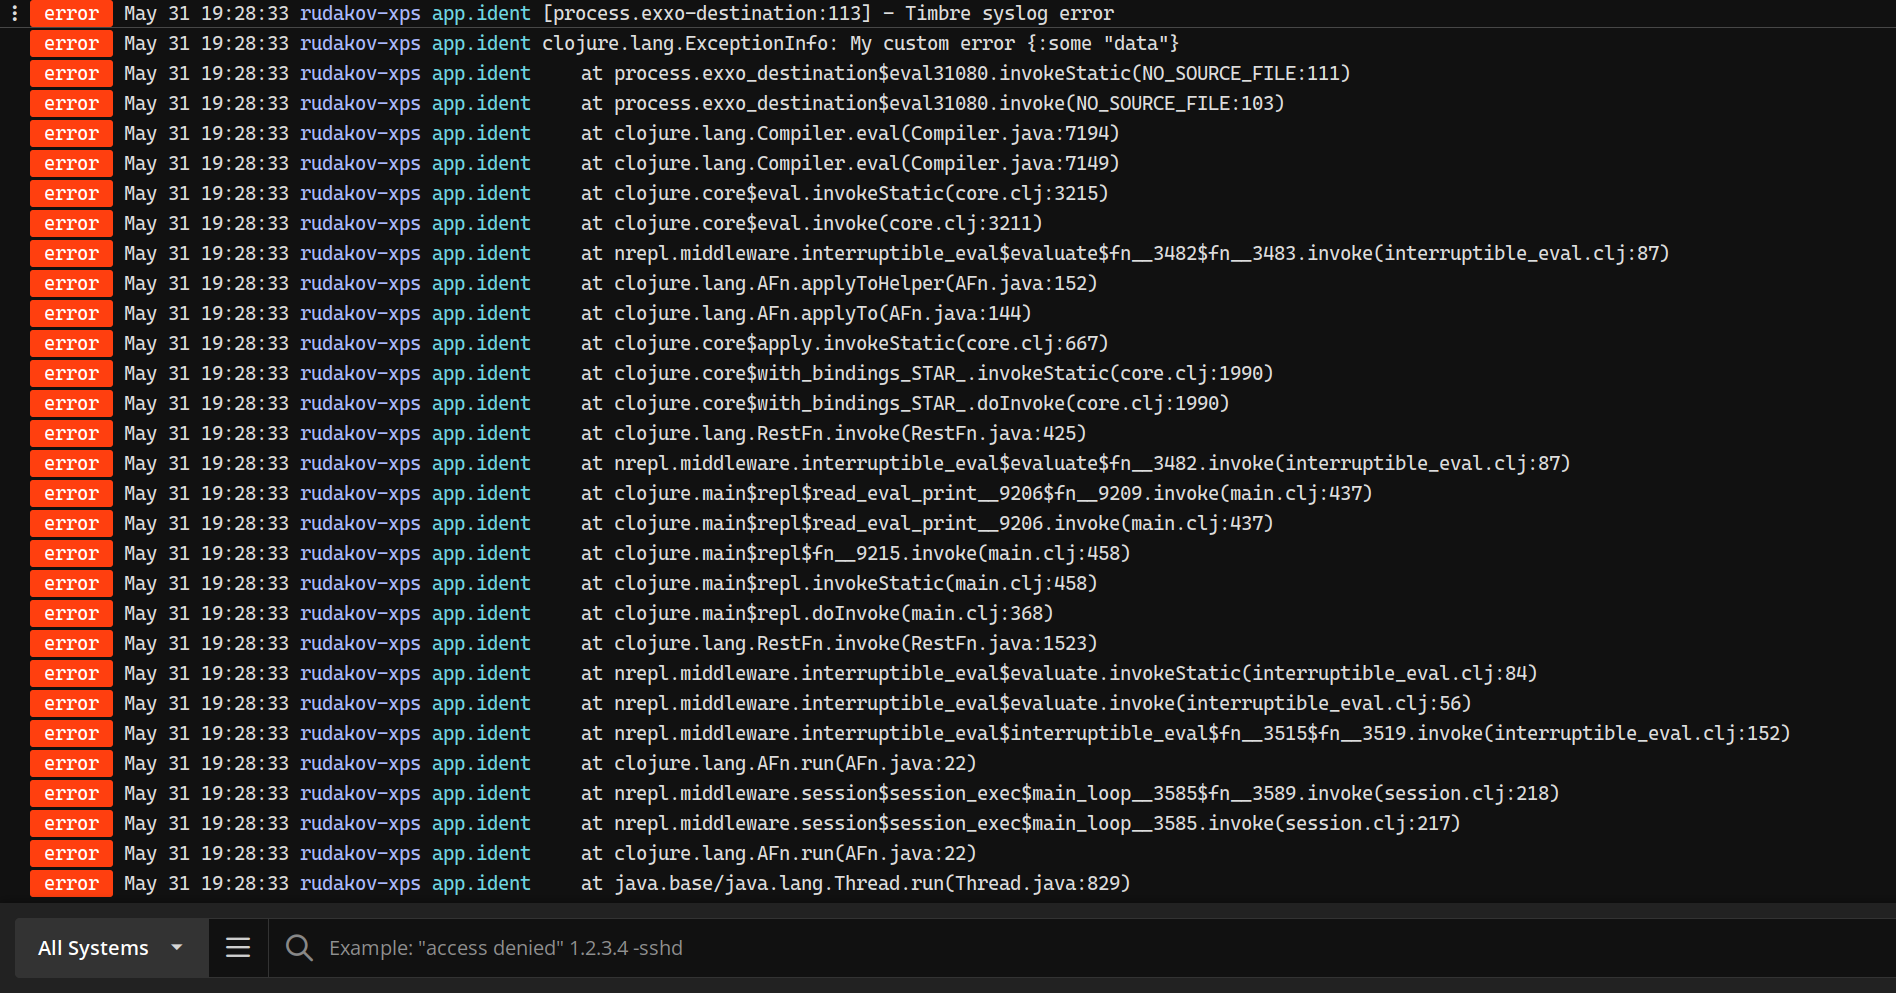 error May 31 19:28:33 rudakov-xps app.ident [process.exxo-destination:113] - Timbre syslog error
error May 31 19:28:33 rudakov-xps app.ident clojure.lang.ExceptionInfo: My custom error {:some "data"}
error May 31 19:28:33 rudakov-xps app.ident at process.exxo_destination$eval31080.invokeStatic(NO_SOURCE_FILE:111)
error May 31 19:28:33 rudakov-xps app.ident at process.exxo_destination$eval31080.invoke(NO_SOURCE_FILE:103)
error May 31 19:28:33 rudakov-xps app.ident at clojure.lang.Compiler.eval(Compiler.java:7194)
error May 31 19:28:33 rudakov-xps app.ident at clojure.lang.Compiler.eval(Compiler.java:7149)
error May 31 19:28:33 rudakov-xps app.ident at clojure.core$eval.invokeStatic(core.clj:3215)
error May 31 19:28:33 rudakov-xps app.ident at clojure.core$eval.invoke(core.clj:3211)
error May 31 19:28:33 rudakov-xps app.ident at nrepl.middleware.interruptible_eval$evaluate$fn__3482$fn__3483.invoke(interruptible_eval.clj:87)
error May 31 19:28:33 rudakov-xps app.ident at clojure.lang.AFn.applyToHelper(AFn.java:152)
error May 31 19:28:33 rudakov-xps app.ident at clojure.lang.AFn.applyTo(AFn.java:144)
error May 31 19:28:33 rudakov-xps app.ident at clojure.core$apply.invokeStatic(core.clj:667)
error May 31 19:28:33 rudakov-xps app.ident at clojure.core$with_bindings_STAR_.invokeStatic(core.clj:1990)
error May 31 19:28:33 rudakov-xps app.ident at clojure.core$with_bindings_STAR_.doInvoke(core.clj:1990)
error May 31 19:28:33 rudakov-xps app.ident at clojure.lang.RestFn.invoke(RestFn.java:425)
error May 31 19:28:33 rudakov-xps app.ident at nrepl.middleware.interruptible_eval$evaluate$fn__3482.invoke(interruptible_eval.clj:87)
error May 31 19:28:33 rudakov-xps app.ident at clojure.main$repl$read_eval_print__9206$fn__9209.invoke(main.clj:437)
error May 31 19:28:33 rudakov-xps app.ident at clojure.main$repl$read_eval_print__9206.invoke(main.clj:437)
error May 31 19:28:33 rudakov-xps app.ident at clojure.main$repl$fn__9215.invoke(main.clj:458)
error May 31 19:28:33 rudakov-xps app.ident at clojure.main$repl.invokeStatic(main.clj:458)
error May 31 19:28:33 rudakov-xps app.ident at clojure.main$repl.doInvoke(main.clj:368)
error May 31 19:28:33 rudakov-xps app.ident at clojure.lang.RestFn.invoke(RestFn.java:1523)
error May 31 19:28:33 rudakov-xps app.ident at nrepl.middleware.interruptible_eval$evaluate.invokeStatic(interruptible_eval.clj:84)
error May 31 19:28:33 rudakov-xps app.ident at nrepl.middleware.interruptible_eval$evaluate.invoke(interruptible_eval.clj:56)
error May 31 19:28:33 rudakov-xps app.ident at nrepl.middleware.interruptible_eval$interruptible_eval$fn__3515$fn__3519.invoke(interruptible_eval.clj:152)
error May 31 19:28:33 rudakov-xps app.ident at clojure.lang.AFn.run(AFn.java:22)
error May 31 19:28:33 rudakov-xps app.ident at nrepl.middleware.session$session_exec$main_loop__3585$fn__3589.invoke(session.clj:218)
error May 31 19:28:33 rudakov-xps app.ident at nrepl.middleware.session$session_exec$main_loop__3585.invoke(session.clj:217)
error May 31 19:28:33 rudakov-xps app.ident at clojure.lang.AFn.run(AFn.java:22)
error May 31 19:28:33 rudakov-xps app.ident at java.base/java.lang.Thread.run(Thread.java:829)
All Systems Example: "access denied" 1.2.3.4 -sshd